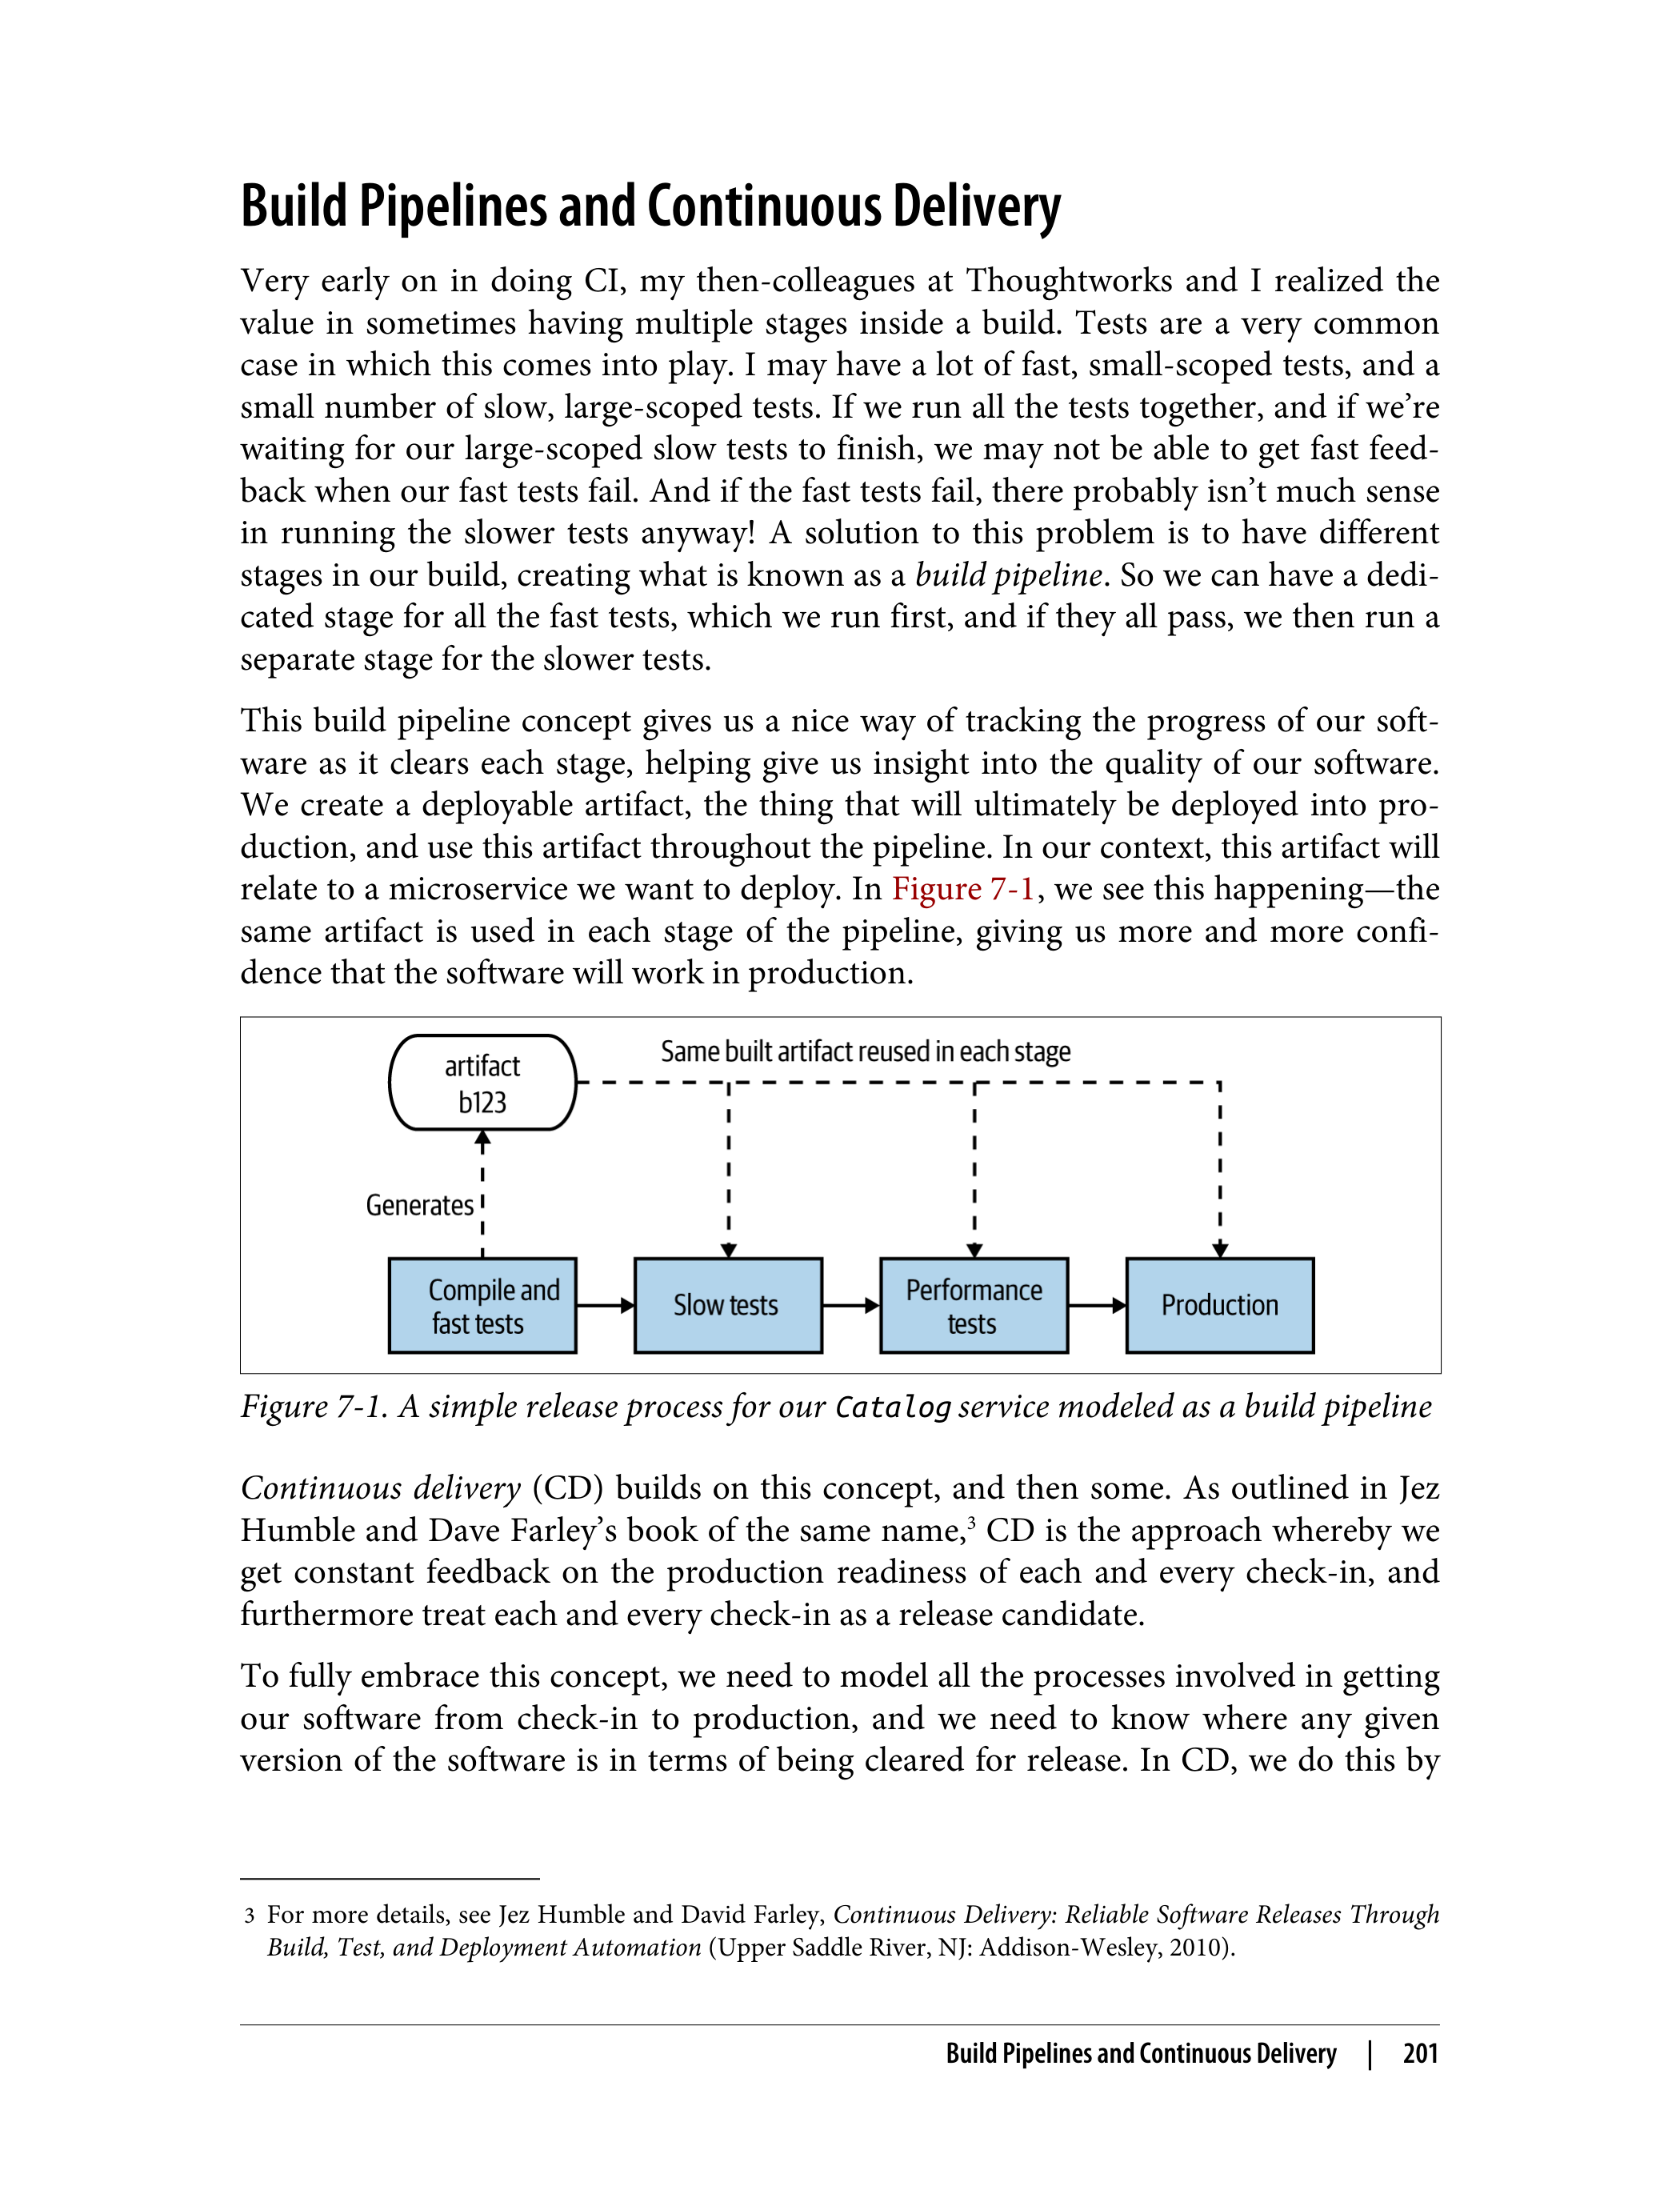 Build Pipelines and Continuous Delivery
Very early on in doing CI, my then-colleagues at Thoughtworks and I realized the
value in sometimes having multiple stages inside a build. Tests are a very common
case in which this comes into play. I may have a lot of fast, small-scoped tests, and a
small number of slow, large-scoped tests. If we run all the tests together, and if we’re
waiting for our large-scoped slow tests to finish, we may not be able to get fast feed-
back when our fast tests fail. And if the fast tests fail, there probably isn’t much sense
in running the slower tests anyway! A solution to this problem is to have different
stages in our build, creating what is known as a build pipeline. So we can have a dedi-
cated stage for all the fast tests, which we run first, and if they all pass, we then run a
separate stage for the slower tests.
This build pipeline concept gives us a nice way of tracking the progress of our soft-
ware as it clears each stage, helping give us insight into the quality of our software.
We create a deployable artifact, the thing that will ultimately be deployed into pro-
duction, and use this artifact throughout the pipeline. In our context, this artifact will
relate to a microservice we want to deploy. In Figure 7-1, we see this happening—the
same artifact is used in each stage of the pipeline, giving us more and more confi-
dence that the software will work in production.
artifact
b123
Same built artifact reused in each stage
Generates
Compile and
fast tests
Slow tests
Performance
tests
Production
Figure 7-1. A simple release process for our Catalog service modeled as a build pipeline
Continuous delivery (CD) builds on this concept, and then some. As outlined in Jez
Humble and Dave Farley’s book of the same name,³ CD is the approach whereby we
get constant feedback on the production readiness of each and every check-in, and
furthermore treat each and every check-in as a release candidate.
To fully embrace this concept, we need to model all the processes involved in getting
our software from check-in to production, and we need to know where any given
version of the software is in terms of being cleared for release. In CD, we do this by
3 For more details, see Jez Humble and David Farley, Continuous Delivery: Reliable Software Releases Through
Build, Test, and Deployment Automation (Upper Saddle River, NJ: Addison-Wesley, 2010).
Build Pipelines and Continuous Delivery | 201